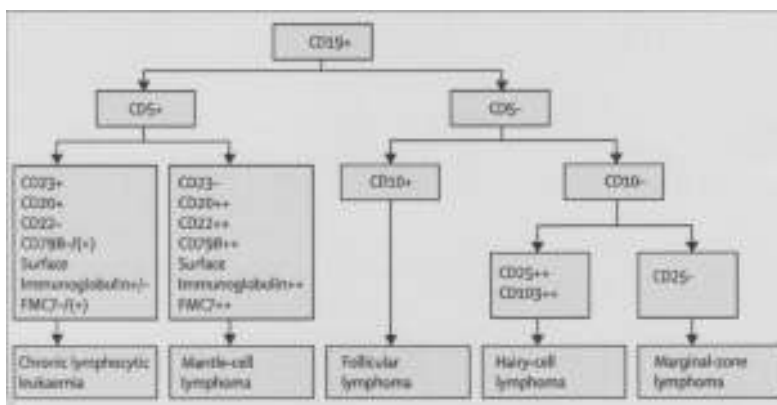 CD19+
CD5+
CD5-
CD23+
CD20+
CD22-
CD79B-/(+)
Surface
Immunoglobulin+/-
FMC7-/(+)
CD23-
CD20++
CD22++
CD79B++
Surface
Immunoglobulin++
FMC7++
CD10+
CD10-
CD25++
CD103++
CD25-
Chronic lymphocytic
leukaemia
Mantle-cell
lymphoma
Follicular
lymphoma
Hairy-cell
lymphoma
Marginal-zone
lymphoma